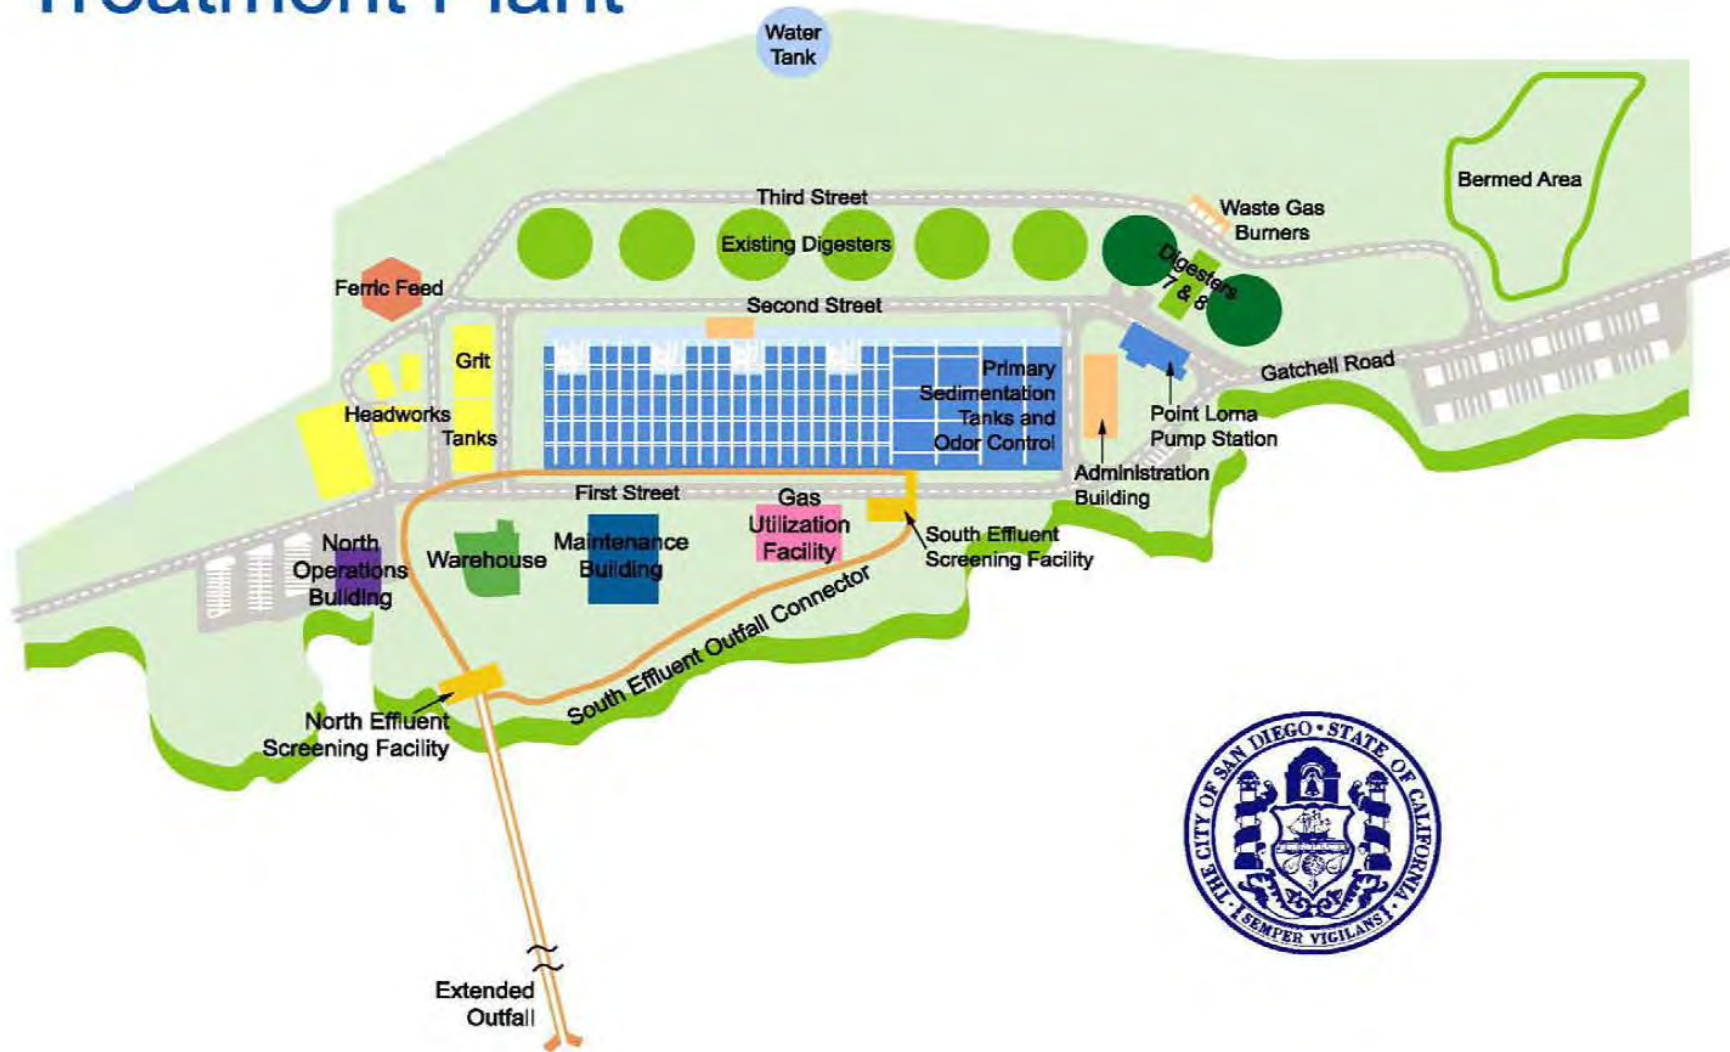 Treatment Plant
Water
Tank
Bermed Area
Third Street
Waste Gas
Burners
Existing Digesters
Digesters
7 & 8
Ferric Feed
Second Street
Grit
Tanks
Headworks
Primary
Sedimentation
Tanks and
Odor Control
Gatchell Road
Point Loma
Pump Station
Administration
Building
First Street
Gas
Utilization
Facility
South Effluent
Screening Facility
North
Operations
Building
Warehouse
Maintenance
Building
South Effluent Outfall Connector
North Effluent
Screening Facility
Extended
Outfall
THE CITY OF SAN DIEGO • STATE OF CALIFORNIA
SEMPER VIGILANS